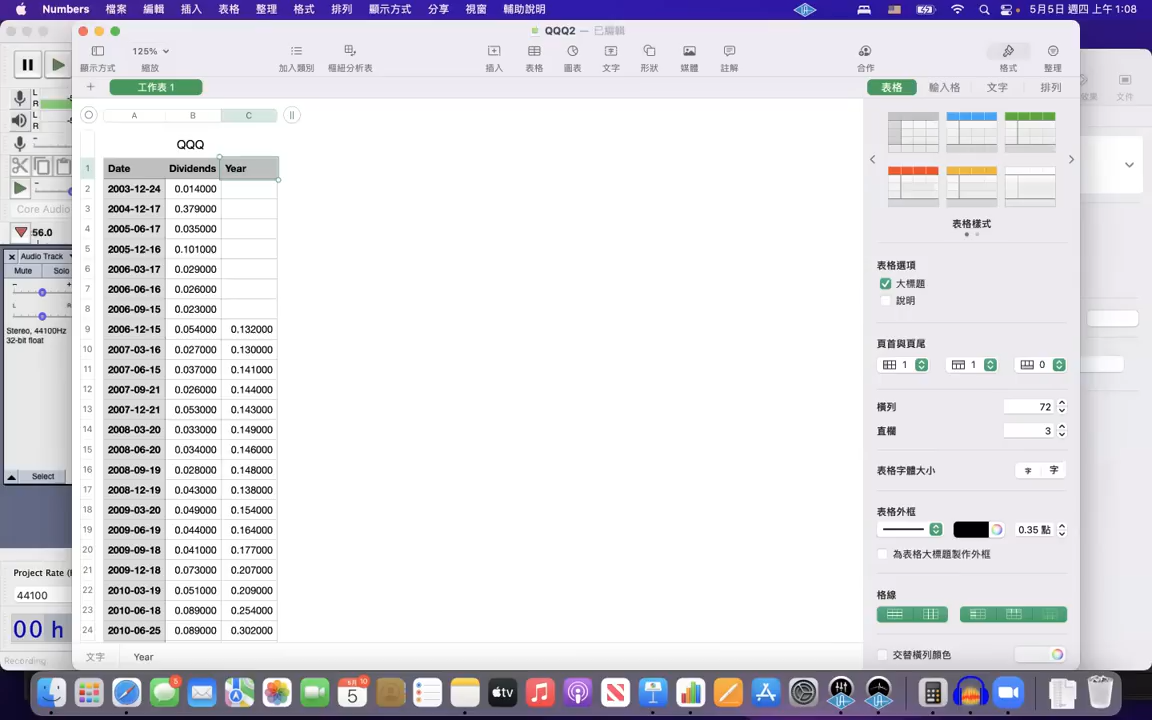 Numbers 檔案 編輯 插入 表格 整理 格式 排列 顯示方式 分享 視窗 輔助說明 5月5日 週四 上午 1:08
QQQ2 — 已編輯
125%
顯示方式 縮放 加入類別 樞紐分析表 插入 表格 圖表 文字 形狀 媒體 註解 合作 格式 整理
工作表 1
表格 輸入格 文字 排列
文件
A B C
QQQ
1 Date Dividends Year
2 2003-12-24 0.014000
3 2004-12-17 0.379000
4 2005-06-17 0.035000
5 2005-12-16 0.101000
6 2006-03-17 0.029000
7 2006-06-16 0.026000
8 2006-09-15 0.023000
9 2006-12-15 0.054000 0.132000
10 2007-03-16 0.027000 0.130000
11 2007-06-15 0.037000 0.141000
12 2007-09-21 0.026000 0.144000
13 2007-12-21 0.053000 0.143000
14 2008-03-20 0.033000 0.149000
15 2008-06-20 0.034000 0.146000
16 2008-09-19 0.028000 0.148000
17 2008-12-19 0.043000 0.138000
18 2009-03-20 0.049000 0.154000
19 2009-06-19 0.044000 0.164000
20 2009-09-18 0.041000 0.177000
21 2009-12-18 0.073000 0.207000
22 2010-03-19 0.051000 0.209000
23 2010-06-18 0.089000 0.254000
24 2010-06-25 0.089000 0.302000
文字 Year
表格樣式
表格選項
大標題
說明
頁首與頁尾
1 1 0
橫列 72
直欄 3
表格字體大小
字 字
表格外框
0.35 點
為表格大標題製作外框
格線
交替橫列顏色
L
R
L
R
Core Audio
56.0
Audio Track
Mute Solo
- +
L R
Stereo, 44100Hz
32-bit float
Select
Project Rate (
44100
00 h
Recording
5
10月
5
tv